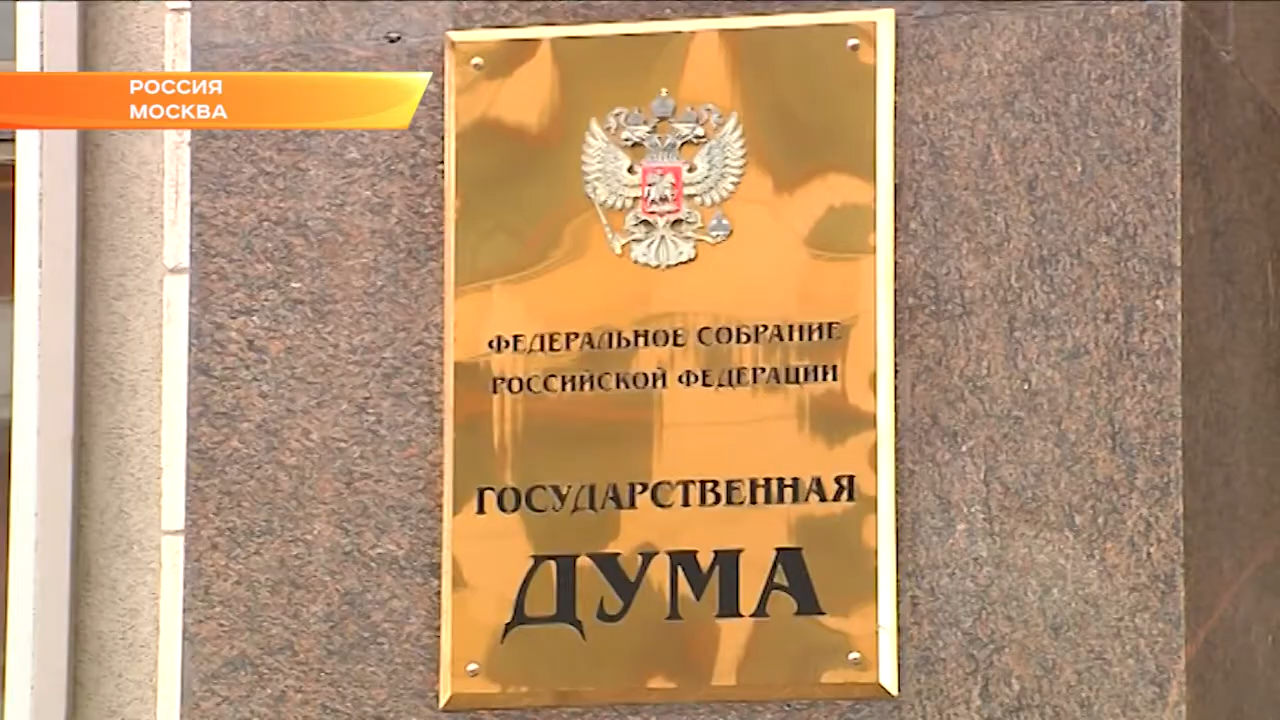 РОССИЯ
МОСКВА
ФЕДЕРАЛЬНОЕ СОБРАНИЕ
РОССИЙСКОЙ ФЕДЕРАЦИИ
ГОСУДАРСТВЕННАЯ
ДУМА